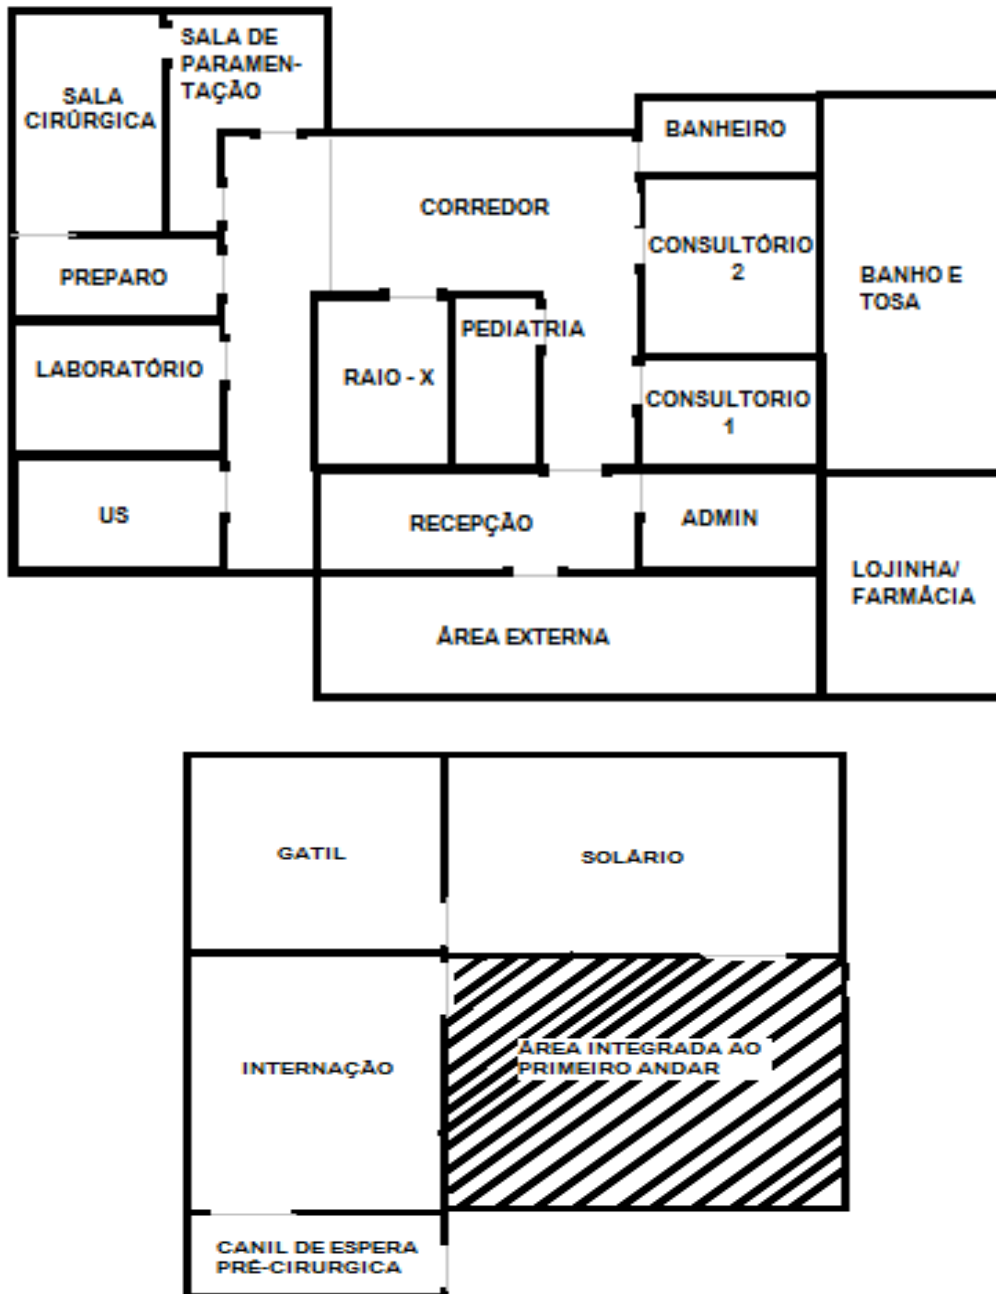 SALA DE
PARAMEN-
TAÇÃO
SALA
CIRÚRGICA
BANHEIRO
CORREDOR
CONSULTÓRIO
2
BANHO E
TOSA
PREPARO
PEDIATRIA
LABORATÓRIO
RAIO - X
CONSULTORIO
1
US
RECEPÇÃO
ADMIN
LOJINHA/
FARMÁCIA
ÁREA EXTERNA
GATIL
SOLÁRIO
ÁREA INTEGRADA AO
PRIMEIRO ANDAR
INTERNAÇÃO
CANIL DE ESPERA
PRÉ-CIRURGICA